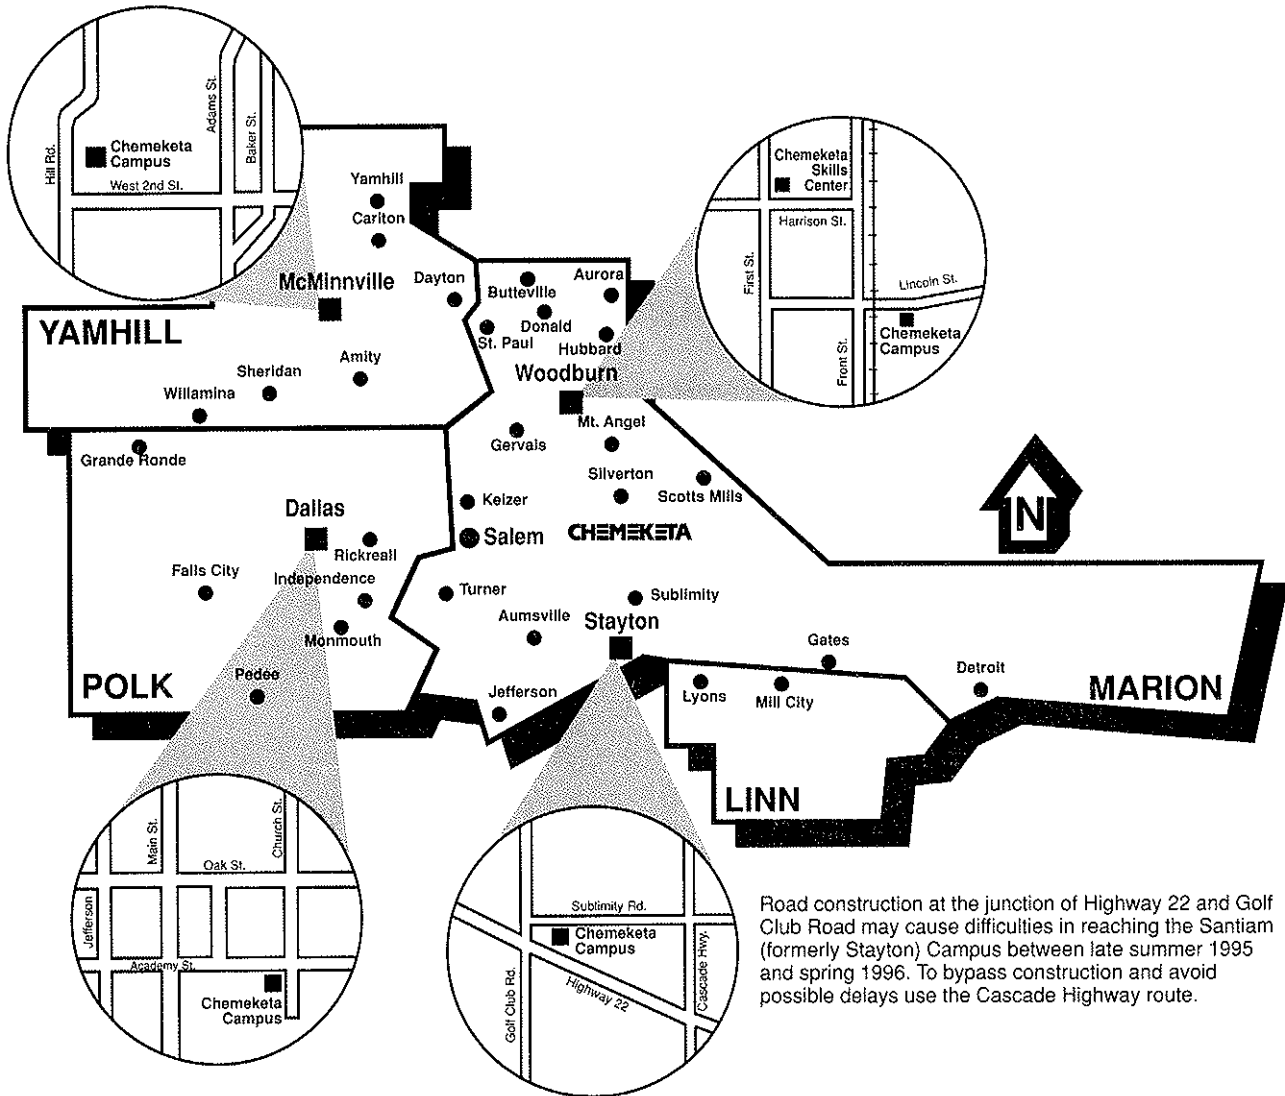 Hill Rd.
Adams St.
Baker St.
Chemeketa
Campus
West 2nd St.
Yamhill
Carlton
McMinnville
Dayton
YAMHILL
Sheridan
Amity
Willamina
Butteville
Aurora
Donald
St. Paul
Hubbard
Woodburn
Mt. Angel
Gervais
Silverton
Scotts Mills
Keizer
Salem
CHEMEKETA
Chemeketa
Skills
Center
Harrison St.
First St.
Lincoln St.
Front St.
Chemeketa
Campus
N
Grande Ronde
Dallas
Rickreall
Falls City
Independence
Monmouth
Pedee
POLK
Turner
Aumsville
Sublimity
Stayton
Jefferson
Gates
Lyons
Mill City
Detroit
MARION
LINN
Main St.
Church St.
Oak St.
Jefferson
Academy St.
Chemeketa
Campus
Sublimity Rd.
Chemeketa
Campus
Cascade Hwy.
Highway 22
Golf Club Rd.
Road construction at the junction of Highway 22 and Golf
Club Road may cause difficulties in reaching the Santiam
(formerly Stayton) Campus between late summer 1995
and spring 1996. To bypass construction and avoid
possible delays use the Cascade Highway route.